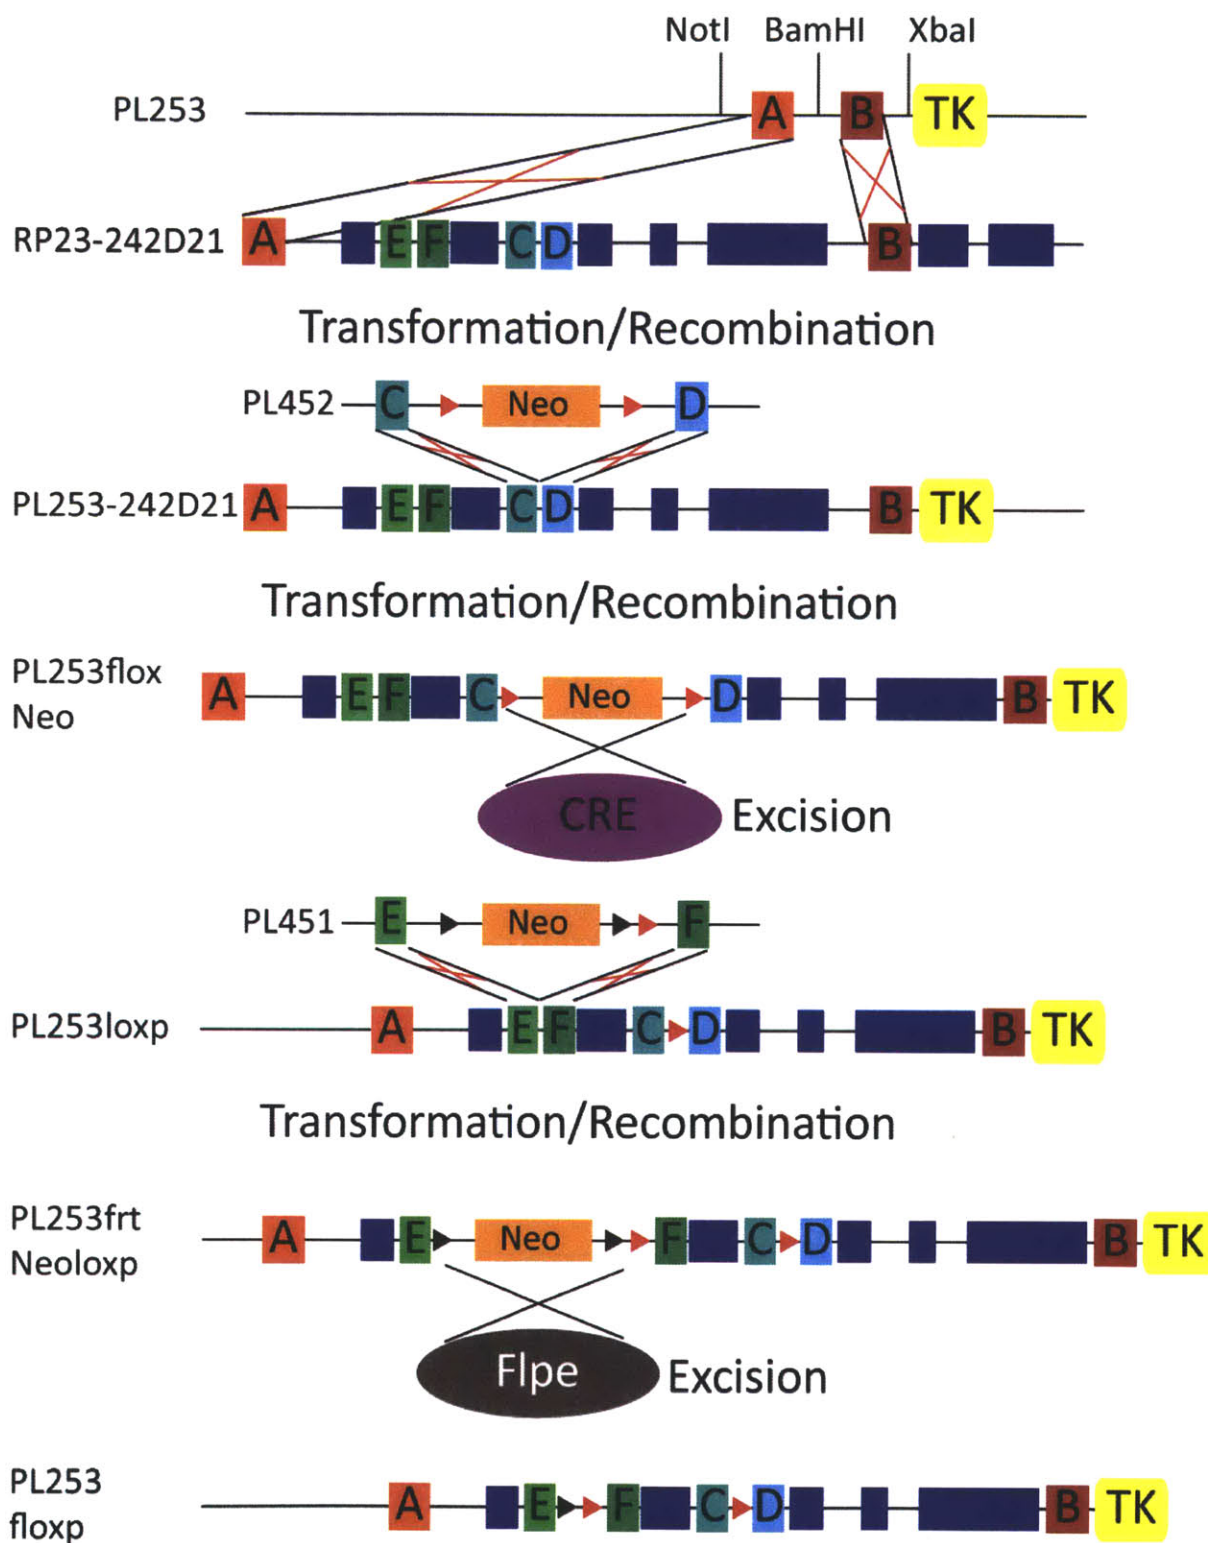 NotI BamHI XbaI
PL253 A B TK
RP23-242D21 A E F C D B
Transformation/Recombination
PL452 C Neo D
PL253-242D21 A E F C D B TK
Transformation/Recombination
PL253flox
Neo
A E F C Neo D B TK
CRE Excision
PL451 E Neo F
PL253loxp A E F C D B TK
Transformation/Recombination
PL253frt
Neoloxp
A E Neo F C D B TK
Flpe Excision
PL253
floxp
A E F C D B TK